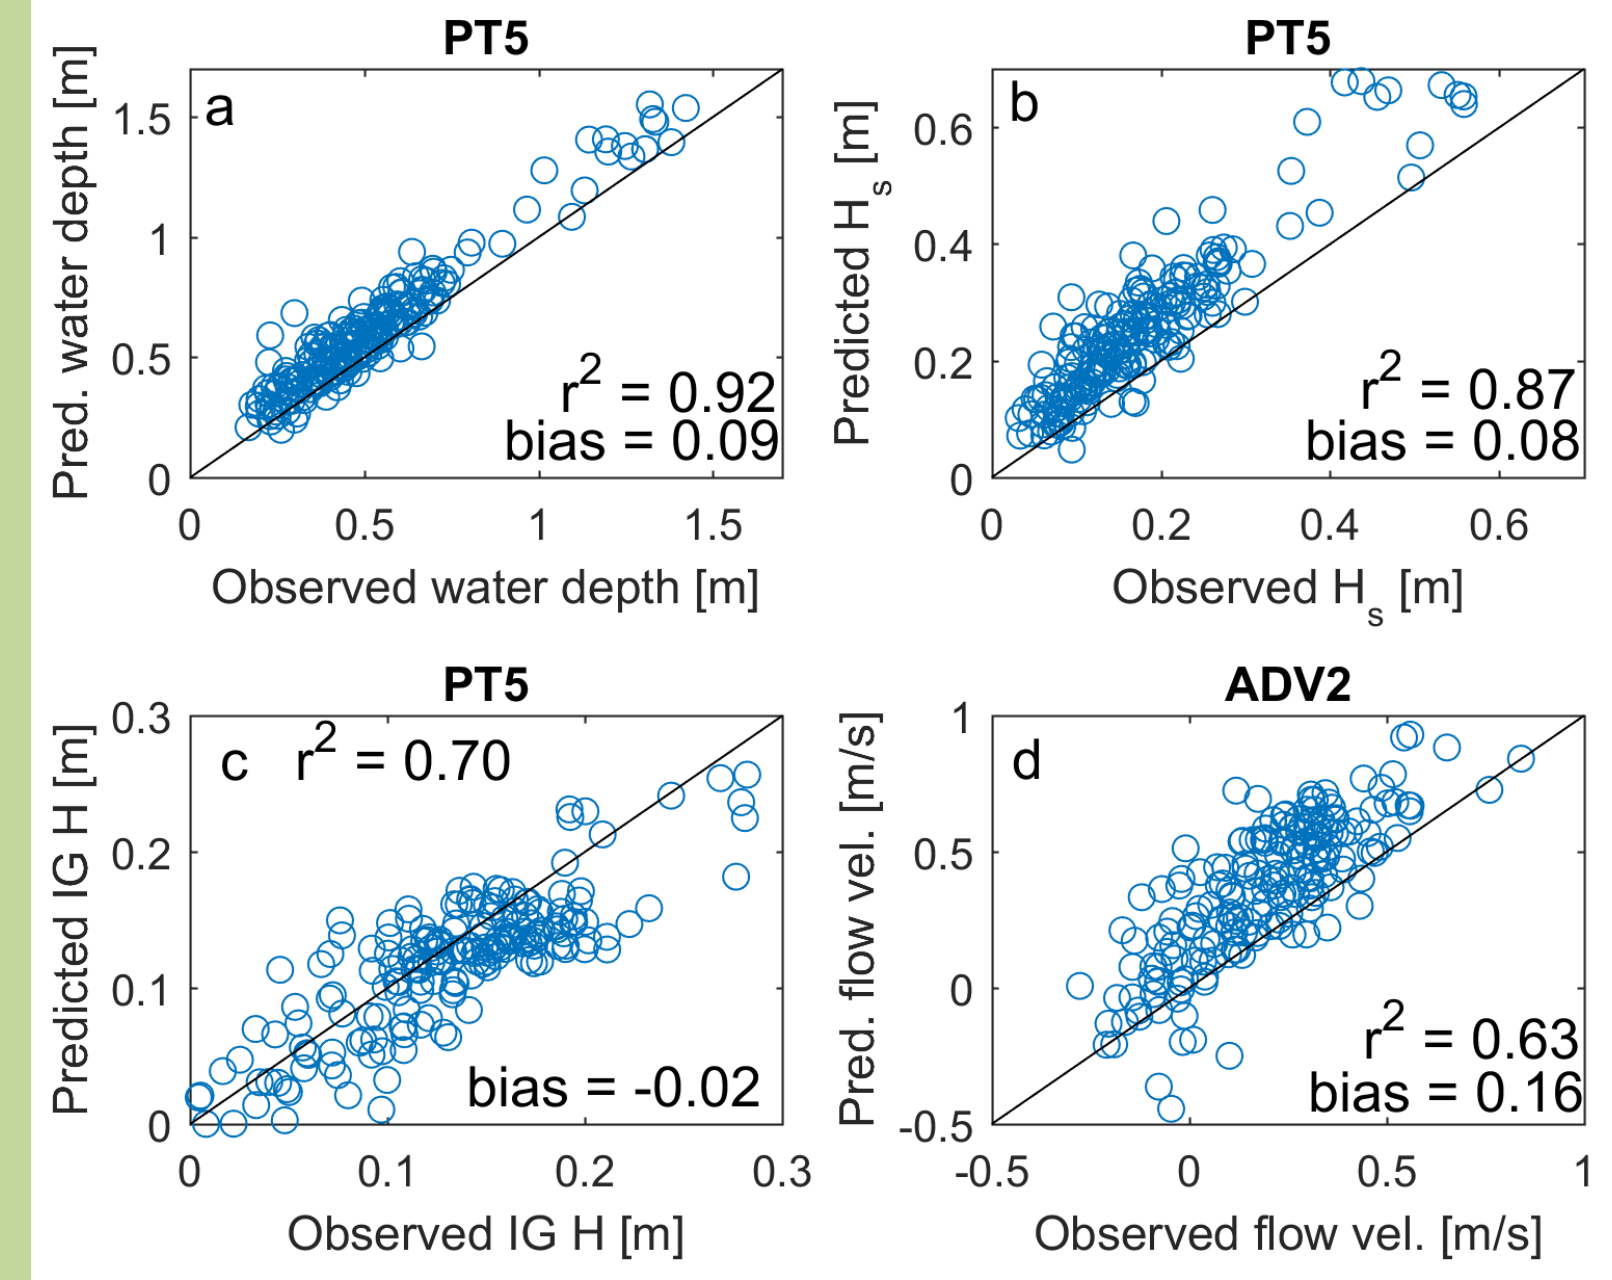 PT5
a
Pred. water depth [m]
1.5
1
0.5
0
r² = 0.92
bias = 0.09
0 0.5 1 1.5
Observed water depth [m]
PT5
b
Predicted Hₛ [m]
0.6
0.4
0.2
0
r² = 0.87
bias = 0.08
0 0.2 0.4 0.6
Observed Hₛ [m]
PT5
c r² = 0.70
Predicted IG H [m]
0.3
0.2
0.1
0
bias = -0.02
0 0.1 0.2 0.3
Observed IG H [m]
ADV2
d
Pred. flow vel. [m/s]
1
0.5
0
-0.5
r² = 0.63
bias = 0.16
-0.5 0 0.5 1
Observed flow vel. [m/s]